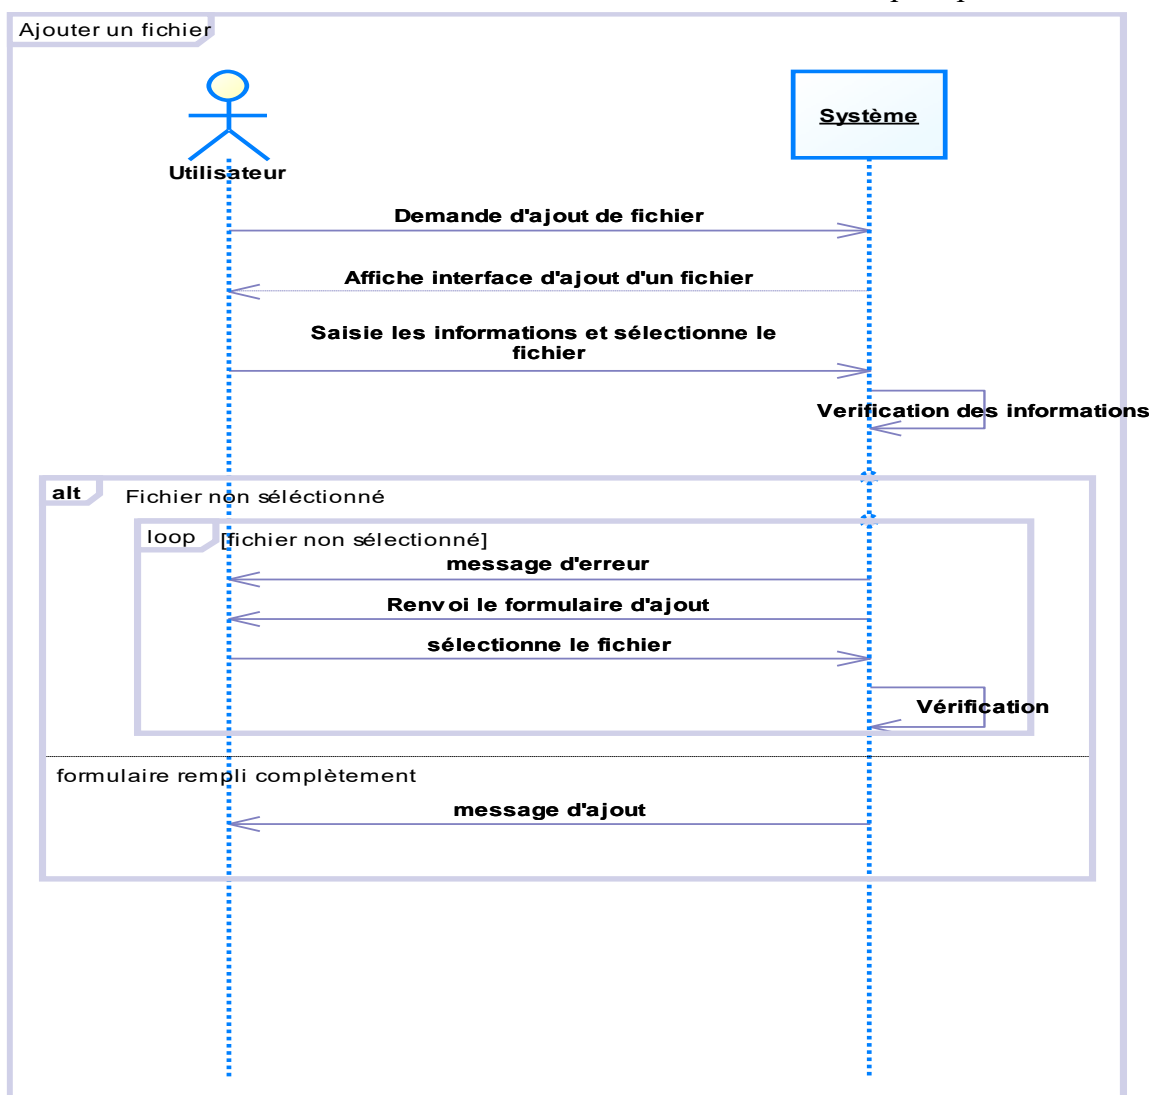 Ajouter un fichier
Système
Utilisateur
Demande d'ajout de fichier
Affiche interface d'ajout d'un fichier
Saisie les informations et sélectionne le
fichier
Verification des informations
alt
Fichier non séléctionné
loop
[fichier non sélectionné]
message d'erreur
Renvoi le formulaire d'ajout
sélectionne le fichier
Vérification
formulaire rempli complètement
message d'ajout